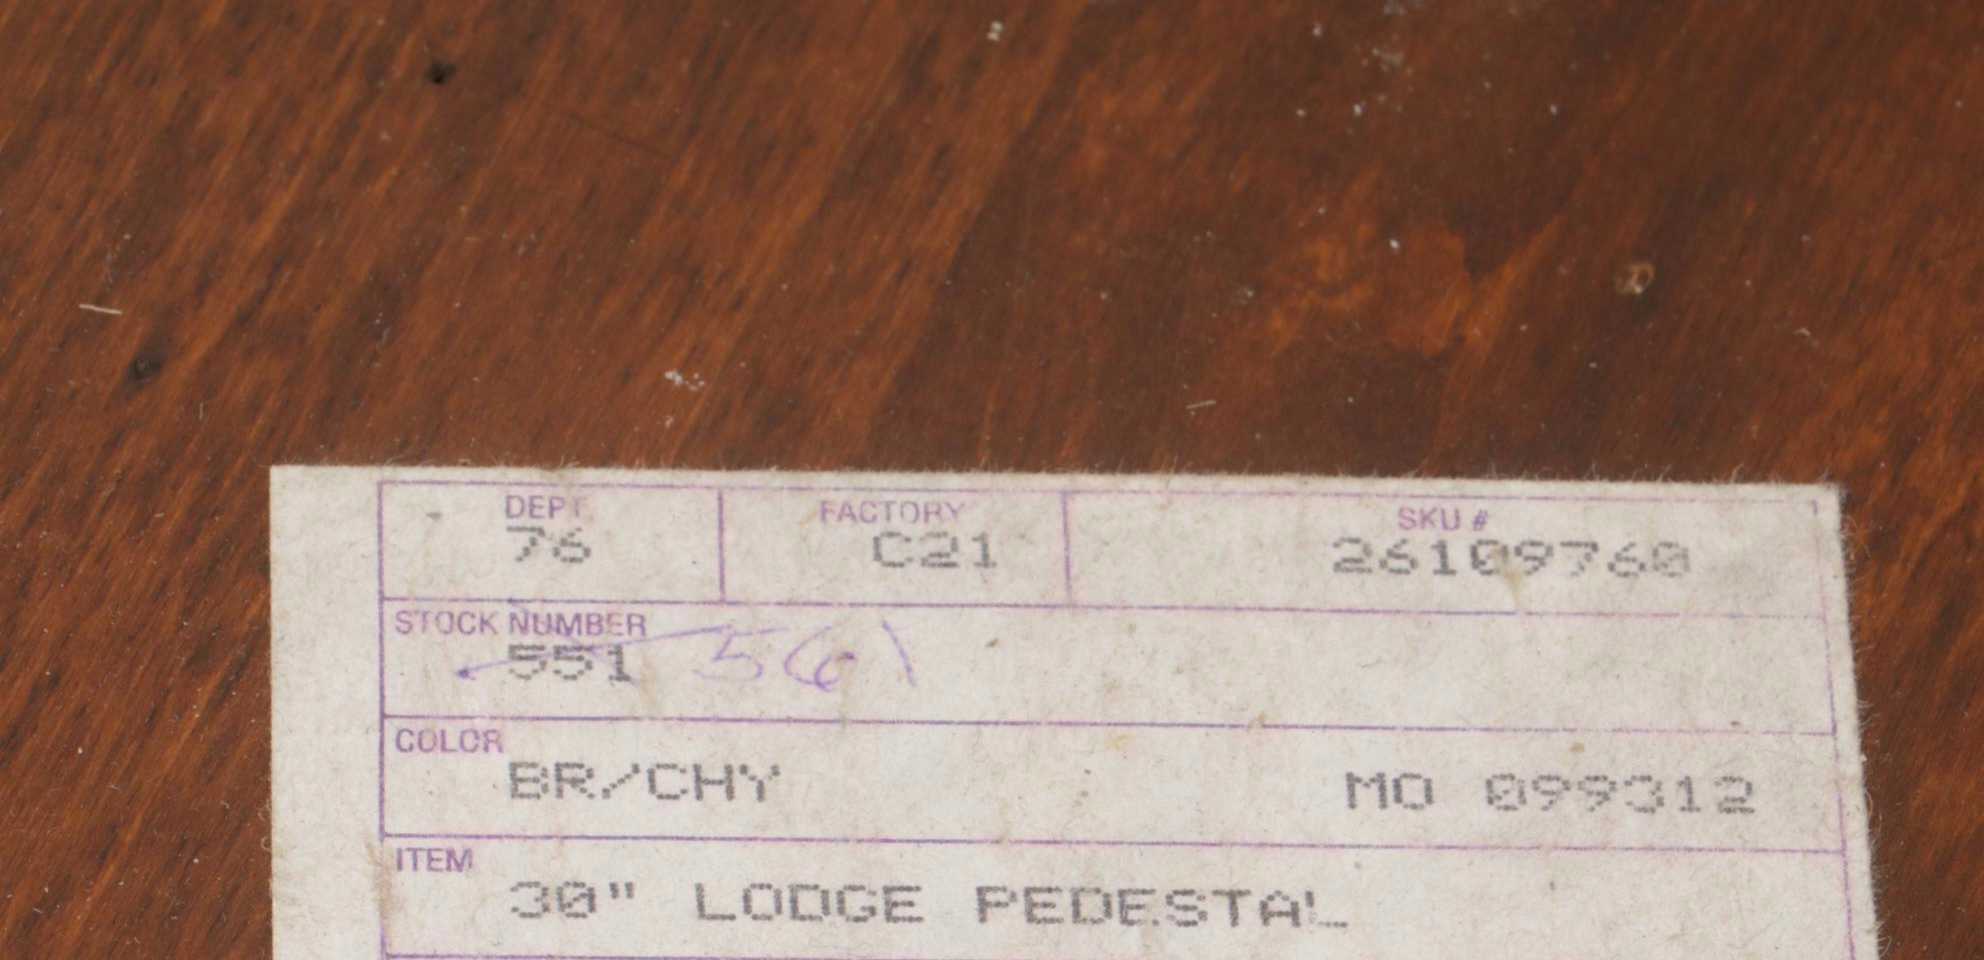 DEPT. FACTORY SKU #
76 C21 26109760
STOCK NUMBER
551 561
COLOR
BR/CHY MO 099312
ITEM
30" LODGE PEDESTAL